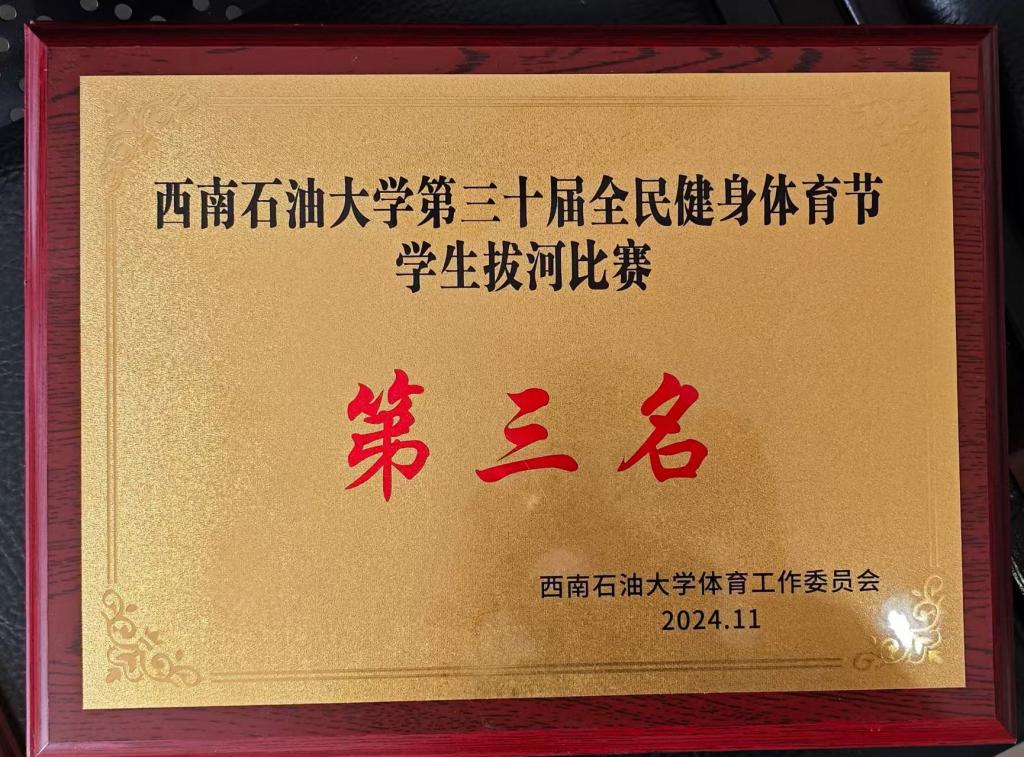 西南石油大学第三十届全民健身体育节
学生拔河比赛
第三名
西南石油大学体育工作委员会
2024.11